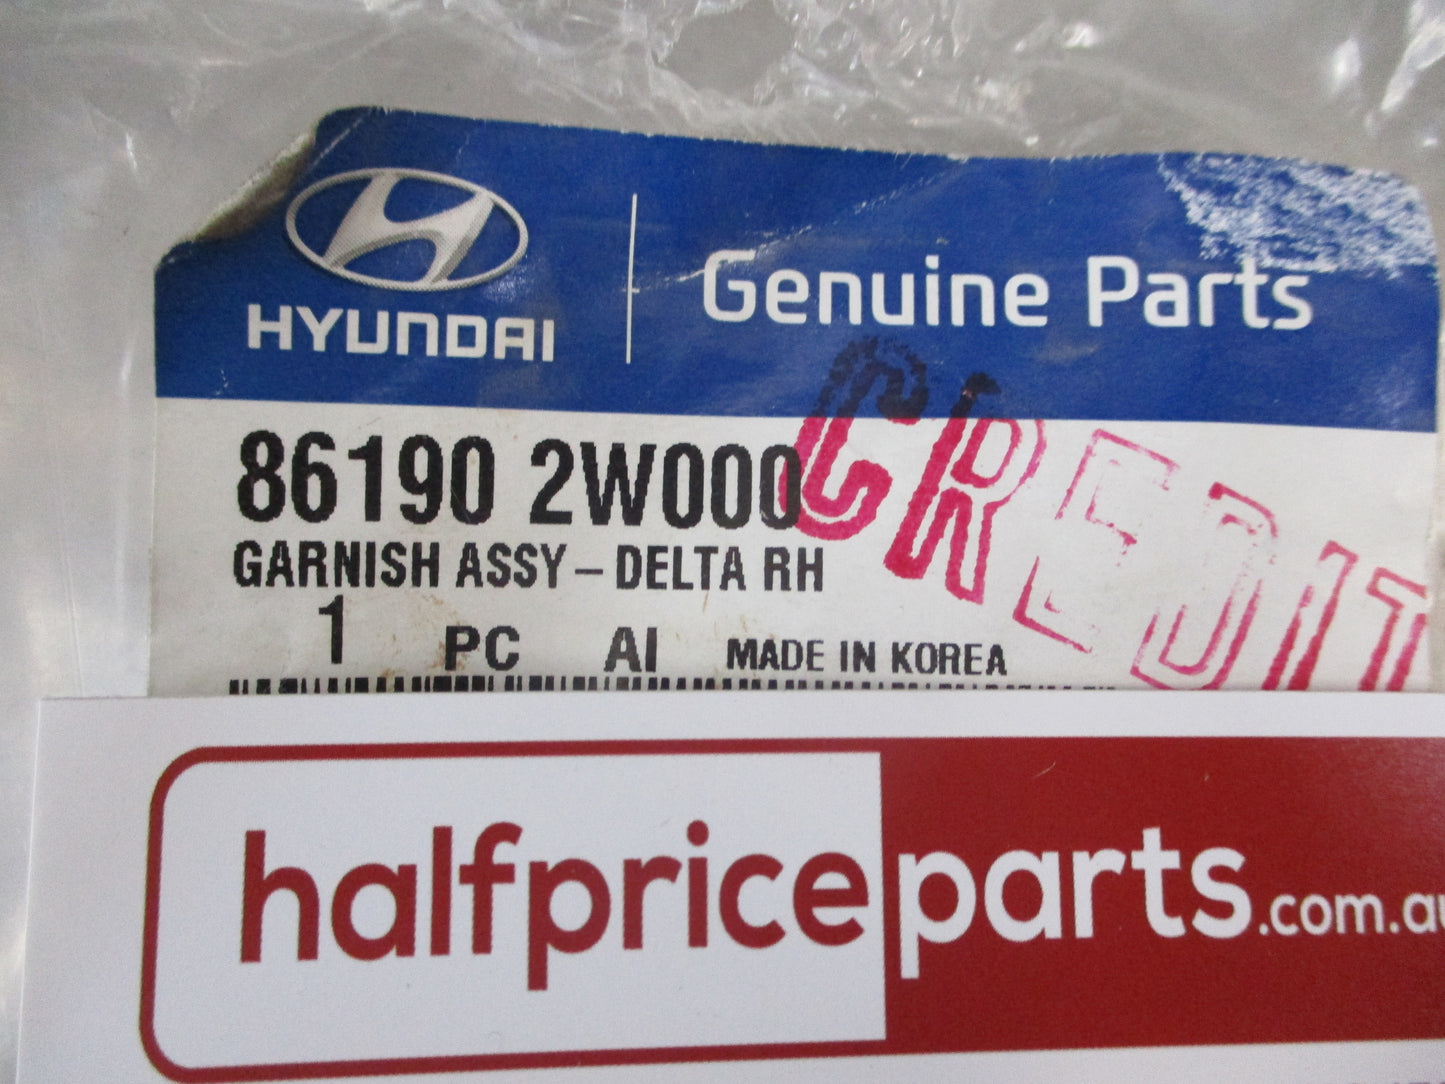 HYUNDAI
Genuine Parts
86190 2W000
CREDIT
GARNISH ASSY – DELTA RH
1 PC AI MADE IN KOREA
halfpriceparts.com.au